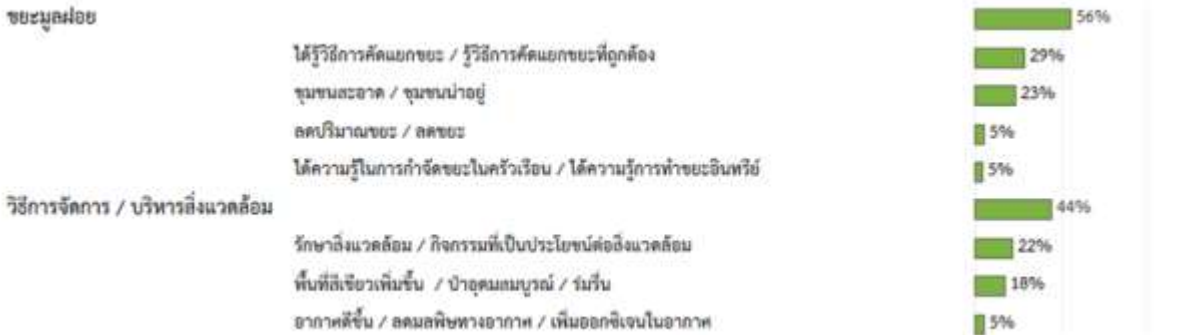 ขยะมูลฝอย 56%
ได้รู้วิธีการคัดแยกขยะ / รู้วิธีการคัดแยกขยะที่ถูกต้อง 29%
ชุมชนสะอาด / ชุมชนน่าอยู่ 23%
ลดปริมาณขยะ / ลดขยะ 5%
ได้ความรู้ในการกำจัดขยะในครัวเรือน / ได้ความรู้การทำขยะอินทรีย์ 5%
วิธีการจัดการ / บริหารสิ่งแวดล้อม 44%
รักษาสิ่งแวดล้อม / กิจกรรมที่เป็นประโยชน์ต่อสิ่งแวดล้อม 22%
พื้นที่สีเขียวเพิ่มขึ้น / ป่าอุดมสมบูรณ์ / ร่มรื่น 18%
อากาศดีขึ้น / ลดมลพิษทางอากาศ / เพิ่มออกซิเจนในอากาศ 5%